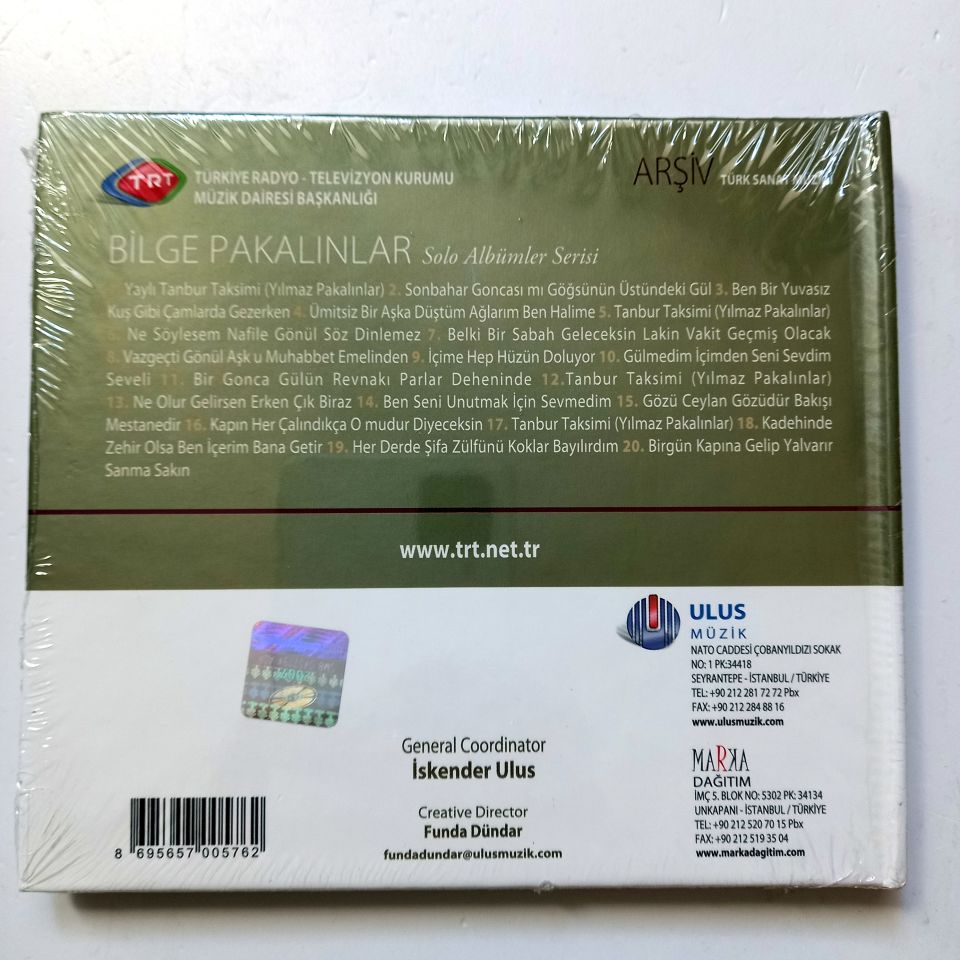 TRT
TÜRKİYE RADYO - TELEVİZYON KURUMU
MÜZİK DAİRESİ BAŞKANLIĞI
ARŞİV TÜRK SANAT
BİLGE PAKALINLAR Solo Albümler Serisi
Yaylı Tanbur Taksimi (Yılmaz Pakalınlar) 2. Sonbahar Goncası mı Göğsünün Üstündeki Gül 3. Ben Bir Yuvasız
Kuş Gibi Çamlarda Gezerken 4. Ümitsiz Bir Aşka Düştüm Ağlarım Ben Halime 5. Tanbur Taksimi (Yılmaz Pakalınlar)
6. Ne Söylesem Nafile Gönül Söz Dinlemez 7. Belki Bir Sabah Geleceksin Lakin Vakit Geçmiş Olacak
8. Vazgeçti Gönül Aşk u Muhabbet Emelinden 9. İçime Hep Hüzün Doluyor 10. Gülmedim İçimden Seni Sevdim
Seveli 11. Bir Gonca Gülün Revnakı Parlar Deheninde 12.Tanbur Taksimi (Yılmaz Pakalınlar)
13. Ne Olur Gelirsen Erken Çık Biraz 14. Ben Seni Unutmak İçin Sevmedim 15. Gözü Ceylan Gözüdür Bakışı
Mestanedir 16. Kapın Her Çalındıkça O mudur Diyeceksin 17. Tanbur Taksimi (Yılmaz Pakalınlar) 18. Kadehinde
Zehir Olsa Ben İçerim Bana Getir 19. Her Derde Şifa Zülfünü Koklar Bayılırdım 20. Birgün Kapına Gelip Yalvarır
Sanma Sakın
www.trt.net.tr
ULUS
MÜZİK
NATO CADDESİ ÇOBANYILDIZI SOKAK
NO: 1 PK:34418
SEYRANTEPE - İSTANBUL / TÜRKİYE
TEL: +90 212 281 72 72 Pbx
FAX: +90 212 284 88 16
www.ulusmuzik.com
General Coordinator
İskender Ulus
Creative Director
Funda Dündar
fundadundar@ulusmuzik.com
MARKA
DAĞITIM
İMÇ 5. BLOK NO: 5302 PK: 34134
UNKAPANI - İSTANBUL / TÜRKİYE
TEL: +90 212 520 70 15 Pbx
FAX: +90 212 519 35 04
www.markadagitim.com
8 695657 005762